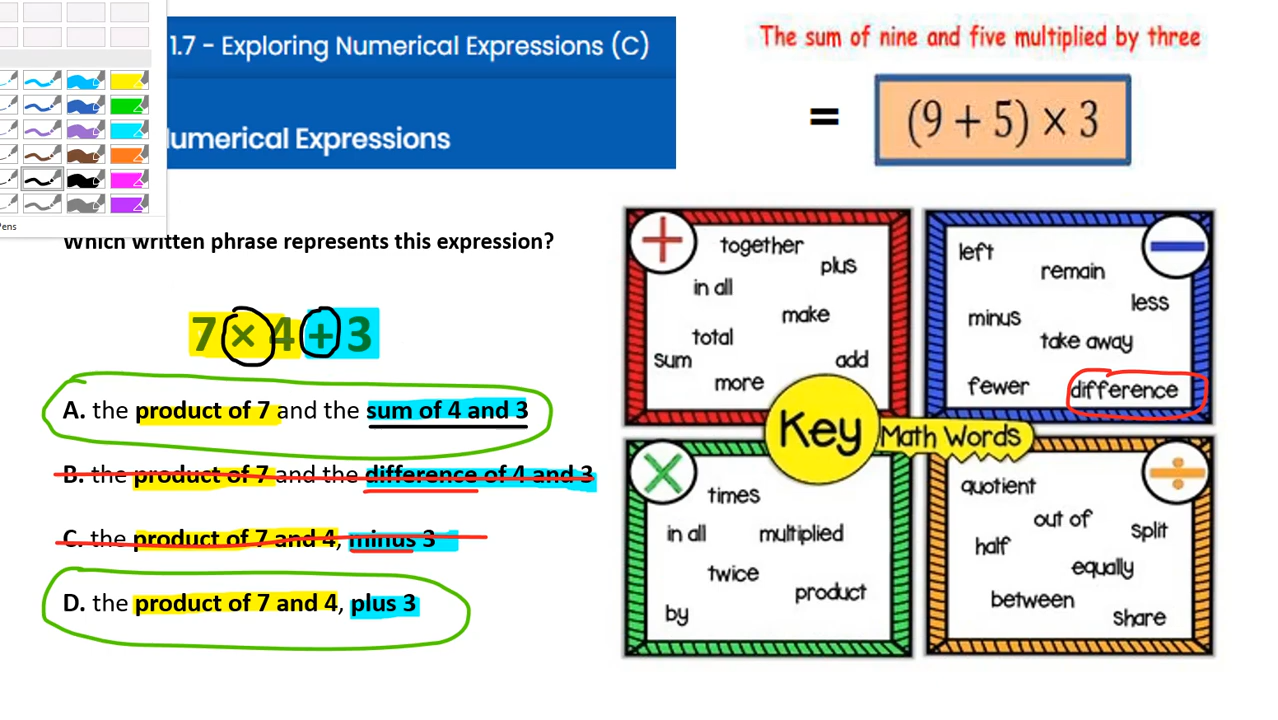 1.7 - Exploring Numerical Expressions (C)
Numerical Expressions
The sum of nine and five multiplied by three
= (9 + 5) × 3
Pens
Which written phrase represents this expression?
7 × 4 + 3
A. the product of 7 and the sum of 4 and 3
B. the product of 7 and the difference of 4 and 3
C. the product of 7 and 4, minus 3
D. the product of 7 and 4, plus 3
+
together
plus
in all
make
total
sum
add
more
−
left
remain
less
minus
take away
fewer
difference
Key Math Words
×
times
in all
multiplied
twice
product
by
÷
quotient
out of
split
half
equally
between
share